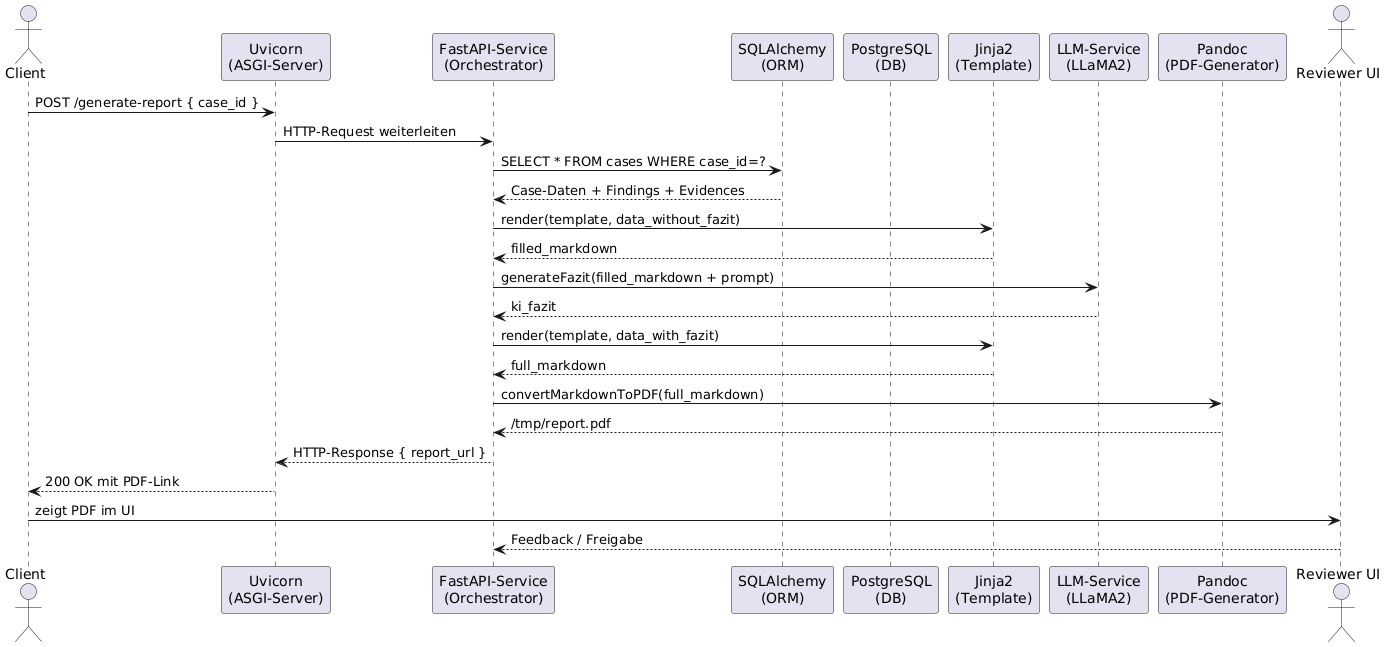 Client
Uvicorn
(ASGI-Server)
FastAPI-Service
(Orchestrator)
SQLAlchemy
(ORM)
PostgreSQL
(DB)
Jinja2
(Template)
LLM-Service
(LLaMA2)
Pandoc
(PDF-Generator)
Reviewer UI
POST /generate-report { case_id }
HTTP-Request weiterleiten
SELECT * FROM cases WHERE case_id=?
Case-Daten + Findings + Evidences
render(template, data_without_fazit)
filled_markdown
generateFazit(filled_markdown + prompt)
ki_fazit
render(template, data_with_fazit)
full_markdown
convertMarkdownToPDF(full_markdown)
/tmp/report.pdf
HTTP-Response { report_url }
200 OK mit PDF-Link
zeigt PDF im UI
Feedback / Freigabe
Client
Uvicorn
(ASGI-Server)
FastAPI-Service
(Orchestrator)
SQLAlchemy
(ORM)
PostgreSQL
(DB)
Jinja2
(Template)
LLM-Service
(LLaMA2)
Pandoc
(PDF-Generator)
Reviewer UI